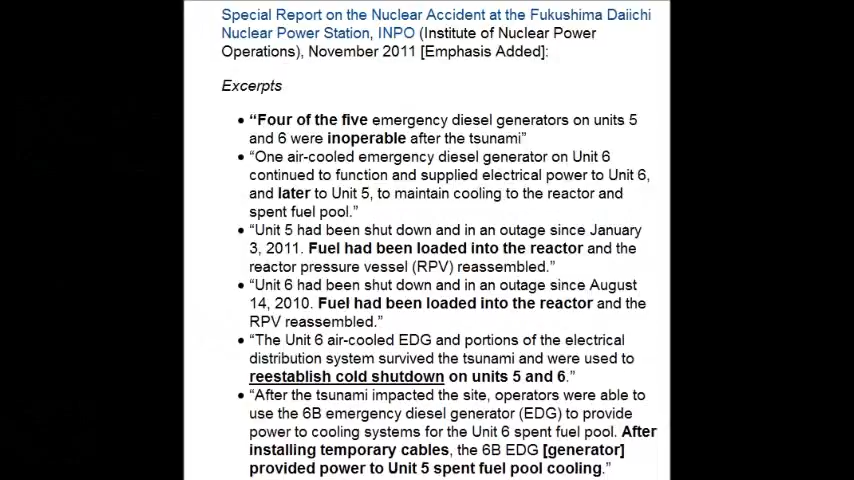 Special Report on the Nuclear Accident at the Fukushima Daiichi
Nuclear Power Station, INPO (Institute of Nuclear Power
Operations), November 2011 [Emphasis Added]:
Excerpts
• “Four of the five emergency diesel generators on units 5
and 6 were inoperable after the tsunami”
• “One air-cooled emergency diesel generator on Unit 6
continued to function and supplied electrical power to Unit 6,
and later to Unit 5, to maintain cooling to the reactor and
spent fuel pool.”
• “Unit 5 had been shut down and in an outage since January
3, 2011. Fuel had been loaded into the reactor and the
reactor pressure vessel (RPV) reassembled.”
• “Unit 6 had been shut down and in an outage since August
14, 2010. Fuel had been loaded into the reactor and the
RPV reassembled.”
• “The Unit 6 air-cooled EDG and portions of the electrical
distribution system survived the tsunami and were used to
reestablish cold shutdown on units 5 and 6.”
• “After the tsunami impacted the site, operators were able to
use the 6B emergency diesel generator (EDG) to provide
power to cooling systems for the Unit 6 spent fuel pool. After
installing temporary cables, the 6B EDG [generator]
provided power to Unit 5 spent fuel pool cooling.”